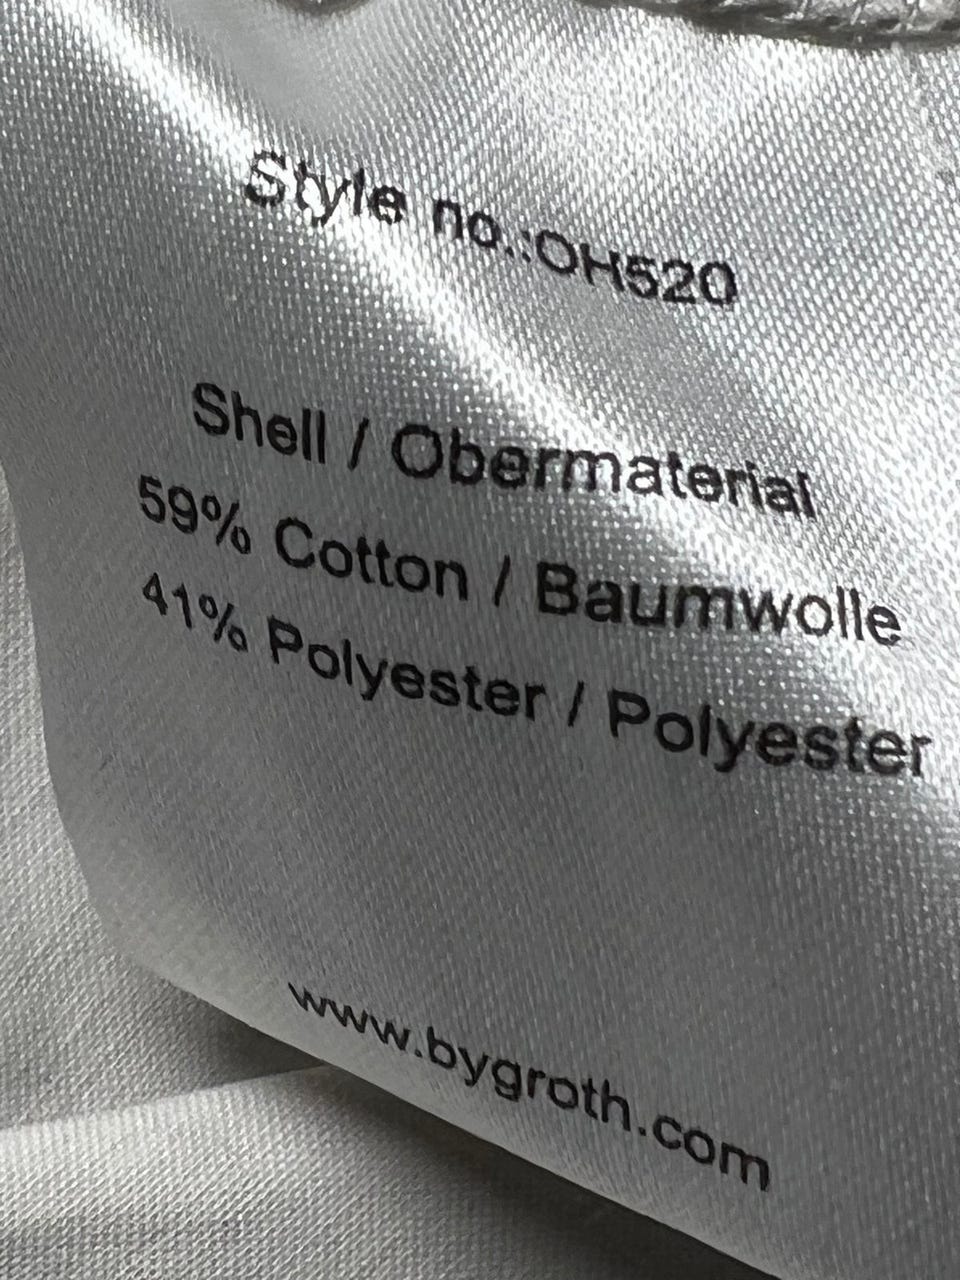 Style no.:OH520
Shell / Obermaterial
59% Cotton / Baumwolle
41% Polyester / Polyester
www.bygroth.com